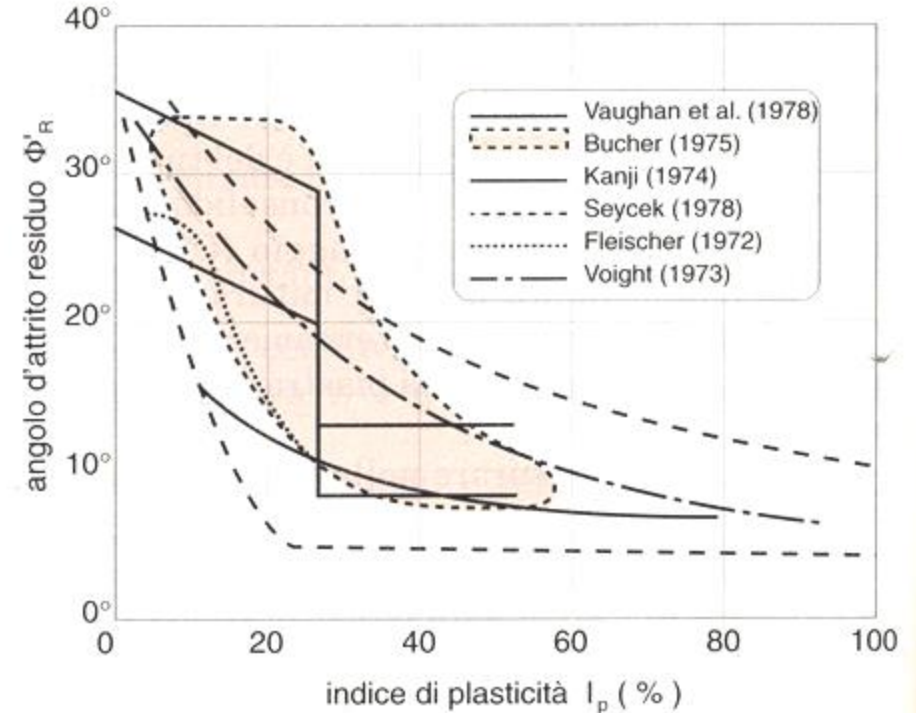 40°
30°
20°
10°
0°
angolo d'attrito residuo Φ'R
Vaughan et al. (1978)
Bucher (1975)
Kanji (1974)
Seycek (1978)
Fleischer (1972)
Voight (1973)
0 20 40 60 80 100
indice di plasticità Ip ( % )